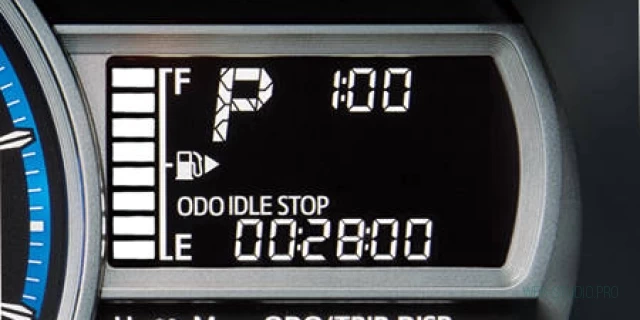 F P 1:00
ODO IDLE STOP
E 00:28:00
ODO/TRIP DISP